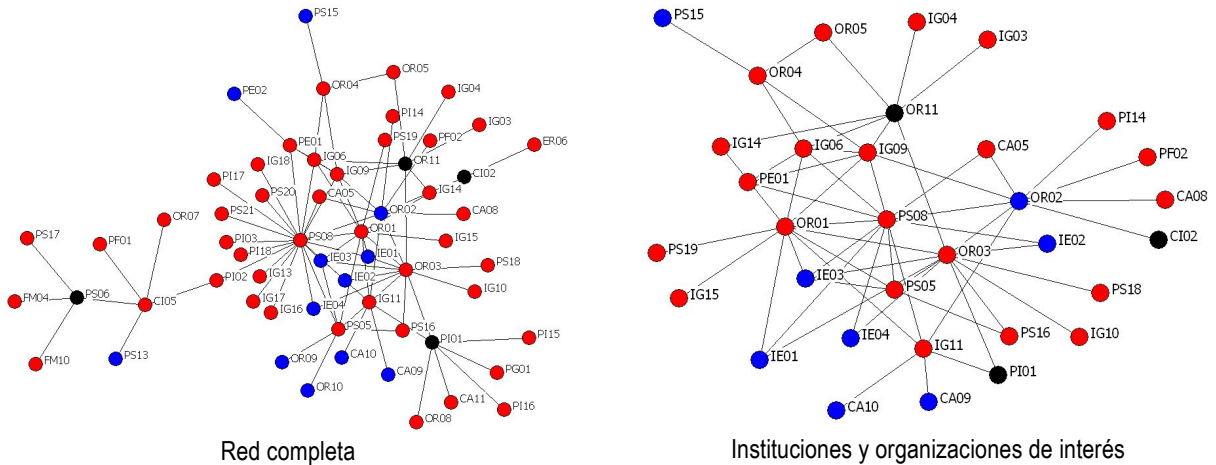 PS15
OR05
OR04
IG04
PE02
PI14
IG03
PS19
PF02
ER06
PE01
IG06
OR11
IG18
IG09
CI02
PI17
IG14
PS20
CA05
OR02
CA08
PS21
OR07
OR01
PS08
IG15
PI03
PS17
PF01
PI18
IE03
IE01
OR03
PS18
PI02
IG13
IE02
IG10
FM04
PS06
CI05
IG17
IG16
IE04
IG11
PS05
PS16
PI01
PI15
PS13
FM10
OR09
CA10
CA09
PG01
OR10
CA11
PI16
OR08
Red completa
PS15
OR05
IG04
IG03
OR04
OR11
PI14
IG14
IG06
IG09
CA05
PF02
PE01
OR02
CA08
OR01
PS08
CI02
IE02
PS19
OR03
IE03
PS05
PS18
IG15
IE04
PS16
IG10
IE01
IG11
PI01
CA10
CA09
Instituciones y organizaciones de interés